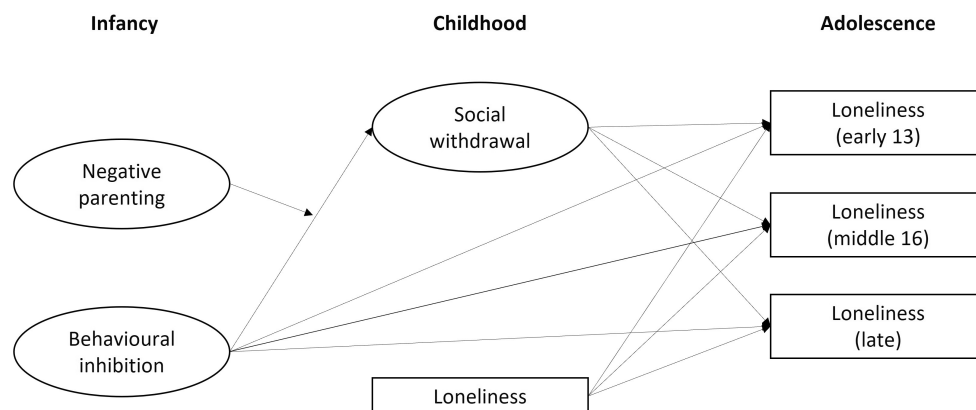 Infancy
Childhood
Adolescence
Social
withdrawal
Loneliness
(early 13)
Negative
parenting
Loneliness
(middle 16)
Behavioural
inhibition
Loneliness
(late)
Loneliness